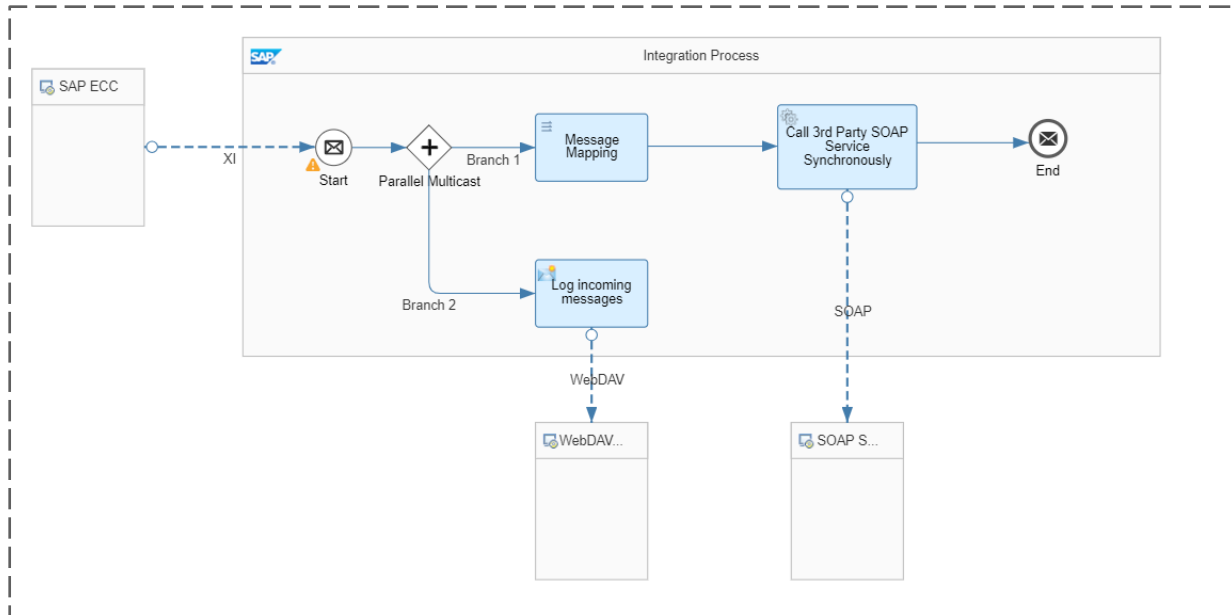 SAP
Integration Process
SAP ECC
XI
Start
Parallel Multicast
Branch 1
Message
Mapping
Call 3rd Party SOAP
Service
Synchronously
End
Branch 2
Log incoming
messages
SOAP
WebDAV
WebDAV...
SOAP S...